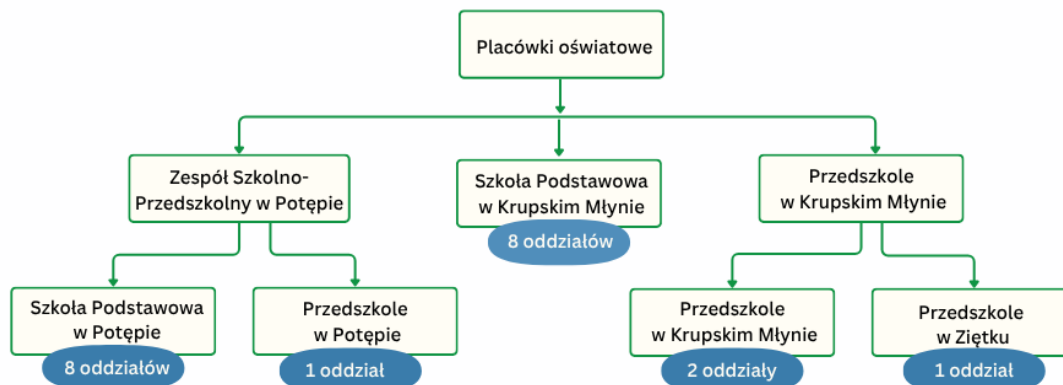 Placówki oświatowe
Zespół Szkolno-
Przedszkolny w Potępie
Szkoła Podstawowa
w Krupskim Młynie
8 oddziałów
Przedszkole
w Krupskim Młynie
Szkoła Podstawowa
w Potępie
8 oddziałów
Przedszkole
w Potępie
1 oddział
Przedszkole
w Krupskim Młynie
2 oddziały
Przedszkole
w Ziętku
1 oddział